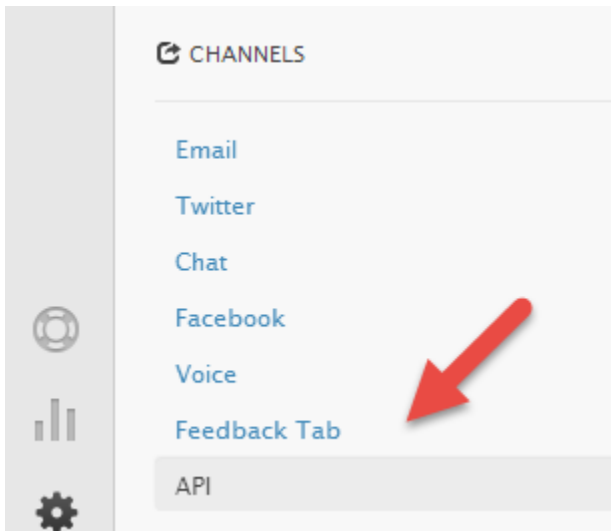 CHANNELS
Email
Twitter
Chat
Facebook
Voice
Feedback Tab
API